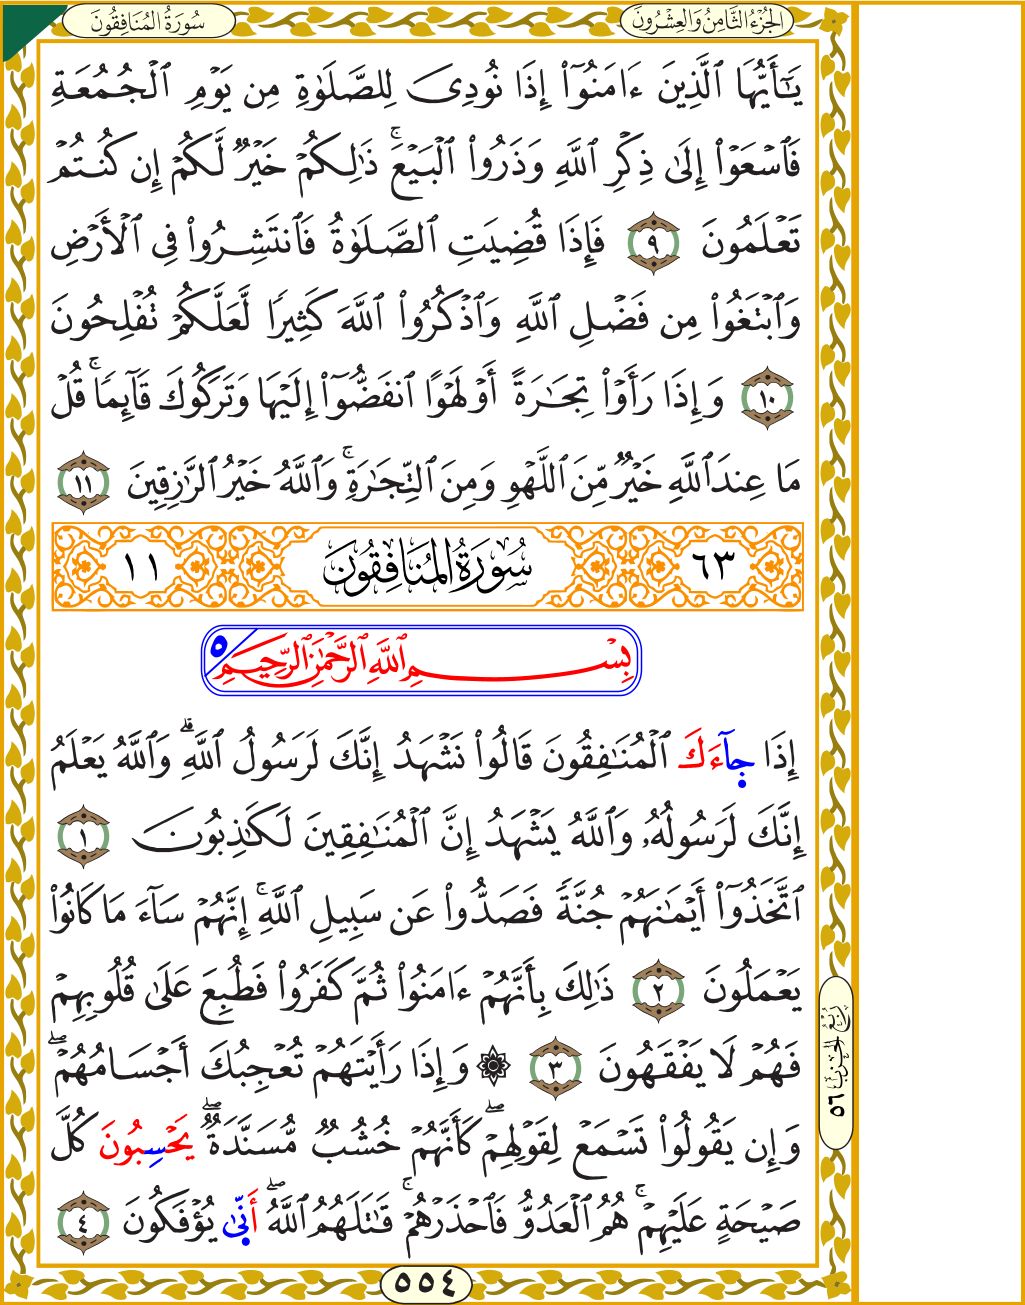 سُورَةُ المُنَافِقُونَ
الجُزْءُ الثَّامِنُ وَالعِشْرُونَ
يَٰٓأَيُّهَا ٱلَّذِينَ ءَامَنُوٓا۟ إِذَا نُودِىَ لِلصَّلَوٰةِ مِن يَوْمِ ٱلْجُمُعَةِ
فَٱسْعَوْا۟ إِلَىٰ ذِكْرِ ٱللَّهِ وَذَرُوا۟ ٱلْبَيْعَ ۚ ذَٰلِكُمْ خَيْرٌ لَّكُمْ إِن كُنتُمْ
تَعْلَمُونَ ٩ فَإِذَا قُضِيَتِ ٱلصَّلَوٰةُ فَٱنتَشِرُوا۟ فِى ٱلْأَرْضِ
وَٱبْتَغُوا۟ مِن فَضْلِ ٱللَّهِ وَٱذْكُرُوا۟ ٱللَّهَ كَثِيرًا لَّعَلَّكُمْ تُفْلِحُونَ
١٠ وَإِذَا رَأَوْا۟ تِجَٰرَةً أَوْ لَهْوًا ٱنفَضُّوٓا۟ إِلَيْهَا وَتَرَكُوكَ قَآئِمًا ۚ قُلْ
مَا عِندَ ٱللَّهِ خَيْرٌ مِّنَ ٱللَّهْوِ وَمِنَ ٱلتِّجَٰرَةِ ۚ وَٱللَّهُ خَيْرُ ٱلرَّٰزِقِينَ ١١
٦٣ سُورَةُ المُنَافِقُونَ ١١
بِسْمِ ٱللَّهِ ٱلرَّحْمَٰنِ ٱلرَّحِيمِ ٥
إِذَا جَآءَكَ ٱلْمُنَٰفِقُونَ قَالُوا۟ نَشْهَدُ إِنَّكَ لَرَسُولُ ٱللَّهِ ۗ وَٱللَّهُ يَعْلَمُ
إِنَّكَ لَرَسُولُهُۥ وَٱللَّهُ يَشْهَدُ إِنَّ ٱلْمُنَٰفِقِينَ لَكَٰذِبُونَ ١
ٱتَّخَذُوٓا۟ أَيْمَٰنَهُمْ جُنَّةً فَصَدُّوا۟ عَن سَبِيلِ ٱللَّهِ ۚ إِنَّهُمْ سَآءَ مَا كَانُوا۟
يَعْمَلُونَ ٢ ذَٰلِكَ بِأَنَّهُمْ ءَامَنُوا۟ ثُمَّ كَفَرُوا۟ فَطُبِعَ عَلَىٰ قُلُوبِهِمْ
فَهُمْ لَا يَفْقَهُونَ ٣ ۞ وَإِذَا رَأَيْتَهُمْ تُعْجِبُكَ أَجْسَامُهُمْ ۖ
وَإِن يَقُولُوا۟ تَسْمَعْ لِقَوْلِهِمْ ۖ كَأَنَّهُمْ خُشُبٌ مُّسَنَّدَةٌ ۖ يَحْسِبُونَ كُلَّ
صَيْحَةٍ عَلَيْهِمْ ۚ هُمُ ٱلْعَدُوُّ فَٱحْذَرْهُمْ ۚ قَٰتَلَهُمُ ٱللَّهُ ۖ أَنَّىٰ يُؤْفَكُونَ ٤
رُبْعُ الحِزْب ٥٦
٥٥٤